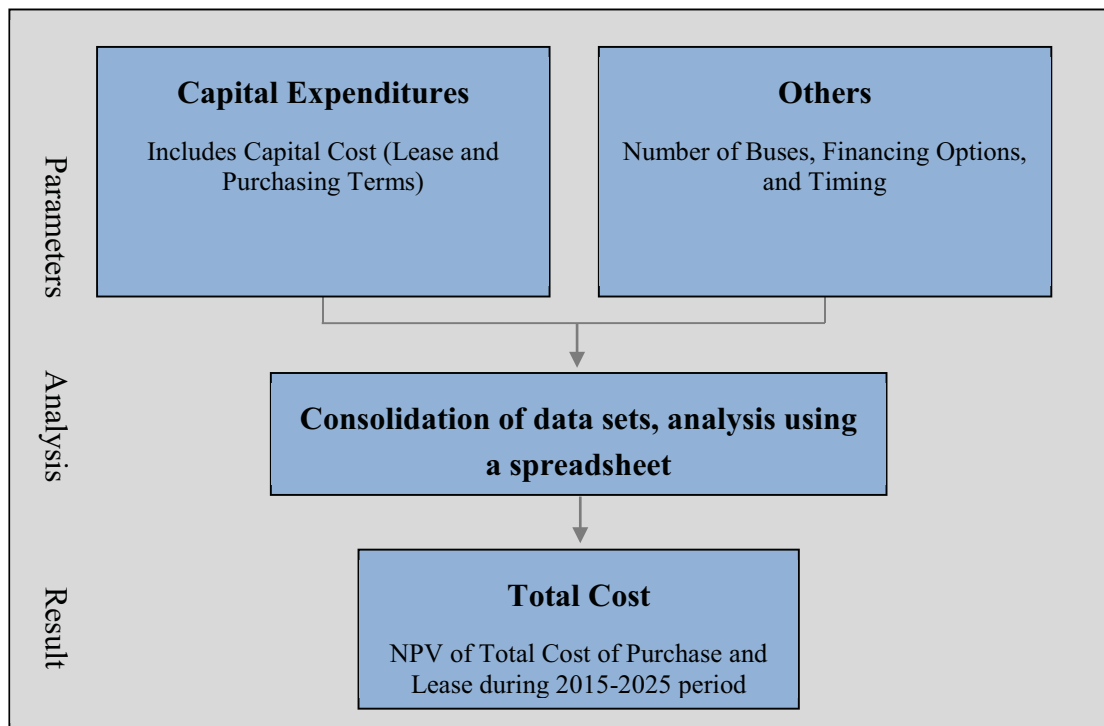 Parameters
Capital Expenditures
Includes Capital Cost (Lease and
Purchasing Terms)
Others
Number of Buses, Financing Options,
and Timing
Analysis
Consolidation of data sets, analysis using
a spreadsheet
Result
Total Cost
NPV of Total Cost of Purchase and
Lease during 2015-2025 period